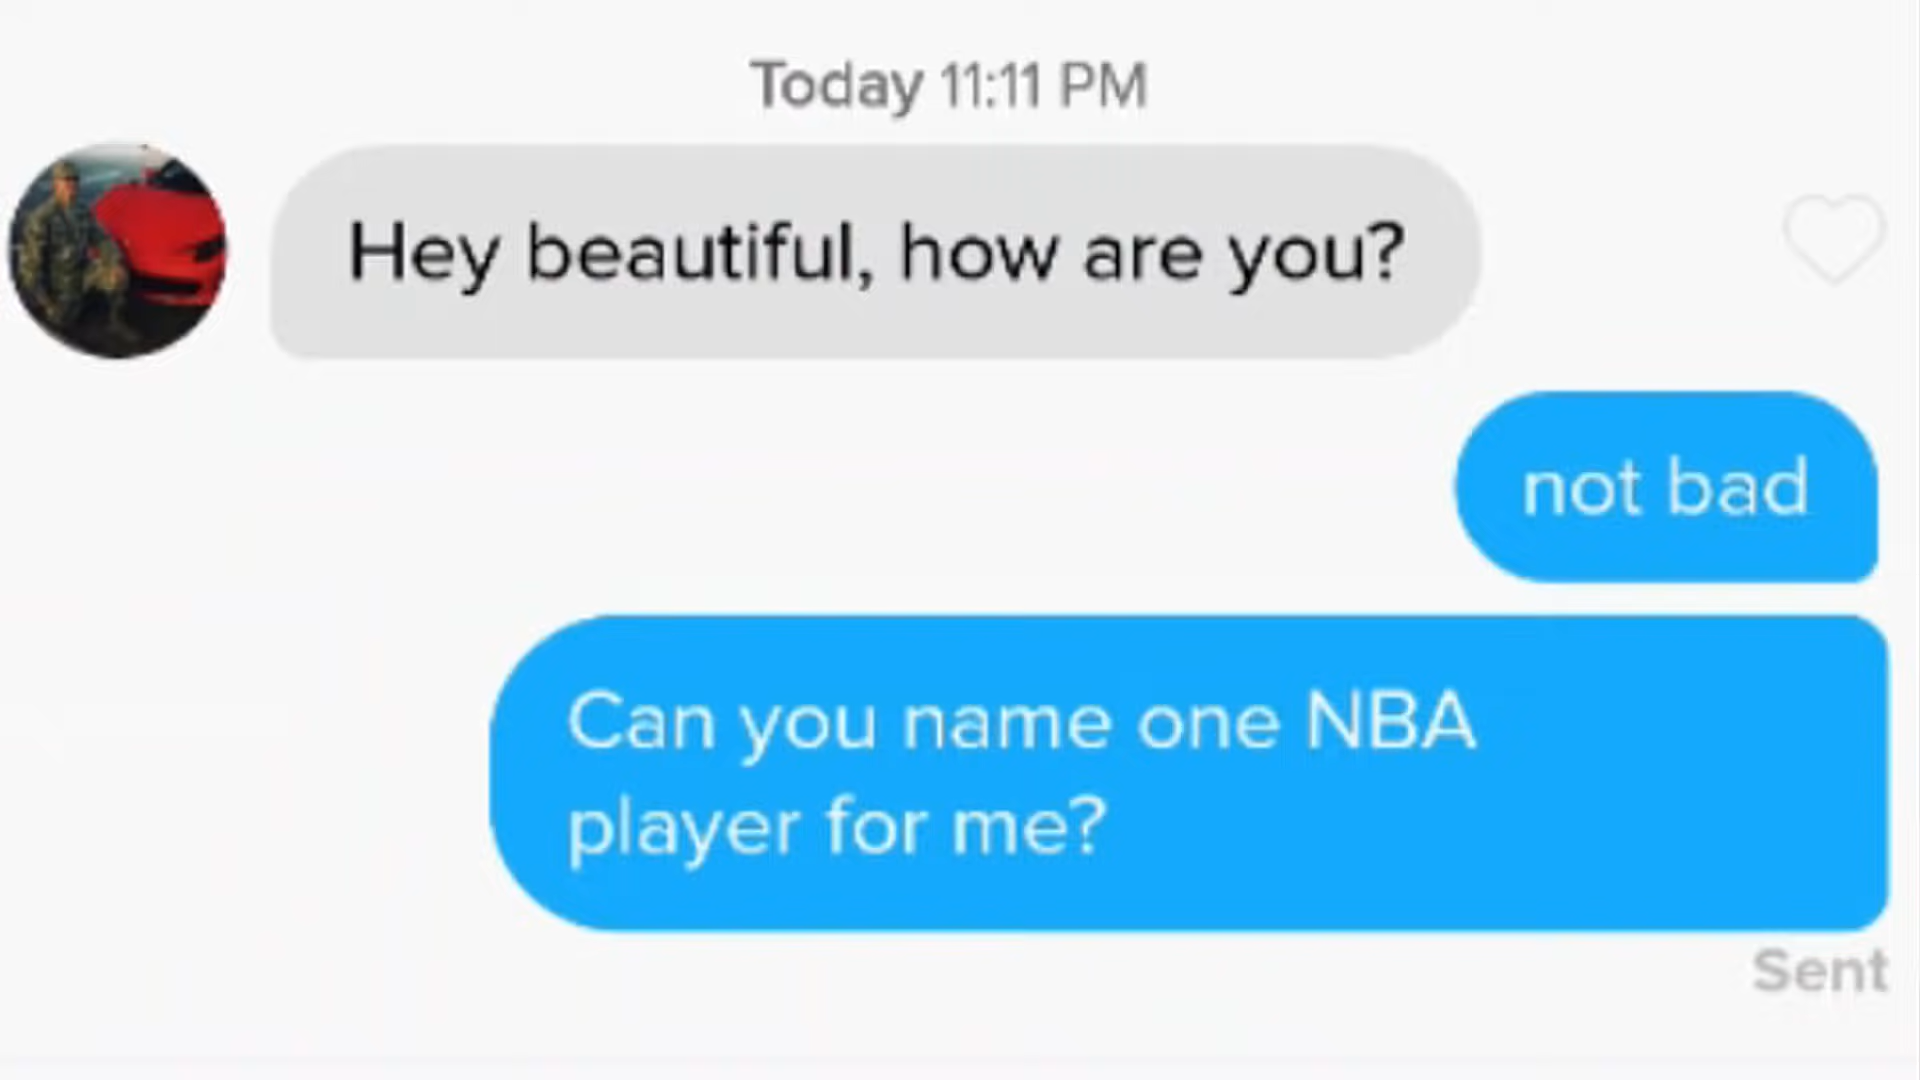 Today 11:11 PM
Hey beautiful, how are you?
not bad
Can you name one NBA
player for me?
Sent